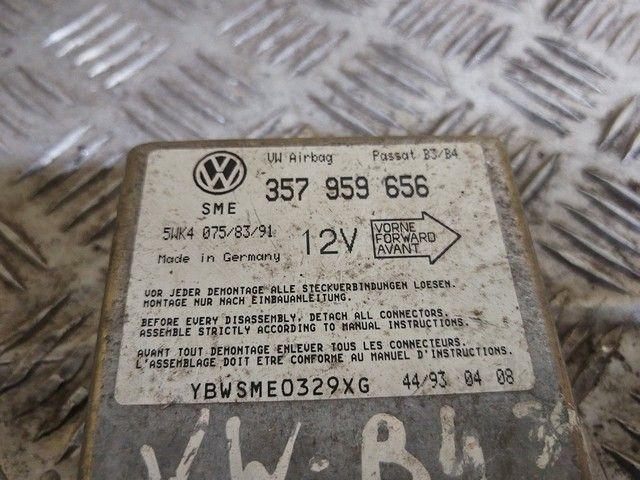 VW Airbag Passat B3/B4
357 959 656
SME
5WK4 075/83/91
12V
VORNE
FORWARD
AVANT
Made in Germany
VOR JEDER DEMONTAGE ALLE STECKVERBINDUNGEN LOESEN.
MONTAGE NUR NACH EINBAUANLEITUNG.
BEFORE EVERY DISASSEMBLY, DETACH ALL CONNECTORS.
ASSEMBLE STRICTLY ACCORDING TO MANUAL INSTRUCTIONS.
AVANT TOUT DEMONTAGE ENLEVER TOUS LES CONNECTEURS.
L'ASSEMBLAGE DOIT ETRE CONFORME AU MANUEL D'INSTRUCTIONS.
YBWSME0329XG 44/93 04 08
VW·B4